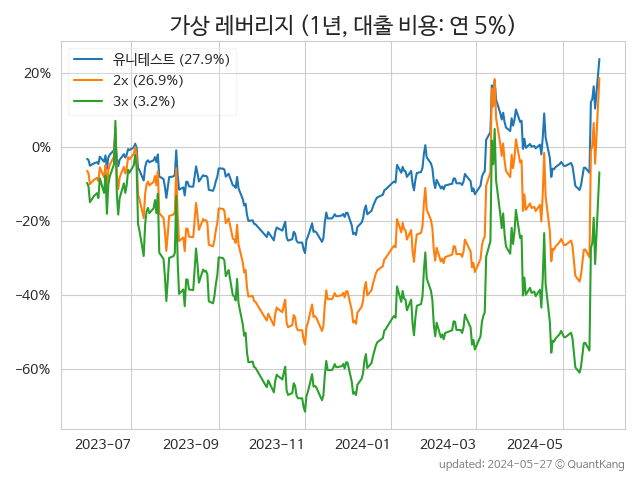 가상 레버리지 (1년, 대출 비용: 연 5%)
유니테스트 (27.9%)
2x (26.9%)
3x (3.2%)
20%
0%
−20%
−40%
−60%
2023-07
2023-09
2023-11
2024-01
2024-03
2024-05
updated: 2024-05-27 © QuantKang